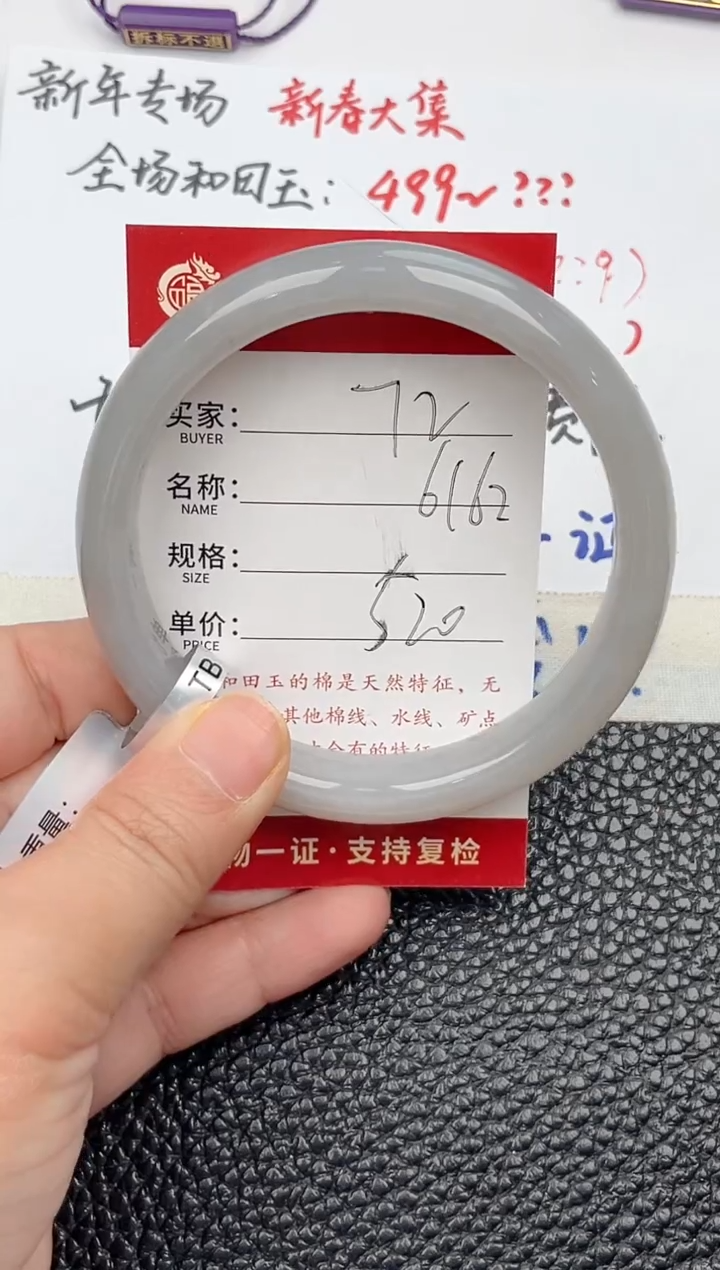 拆标不退
新年专场 新春大集
全场和田玉：499~???
福
买家： 72
BUYER
名称： 6162
NAME
规格：
SIZE
单价： 520
PRICE
TB
和田玉的棉是天然特征，无
其他棉线、水线、矿点
物一证·支持复检